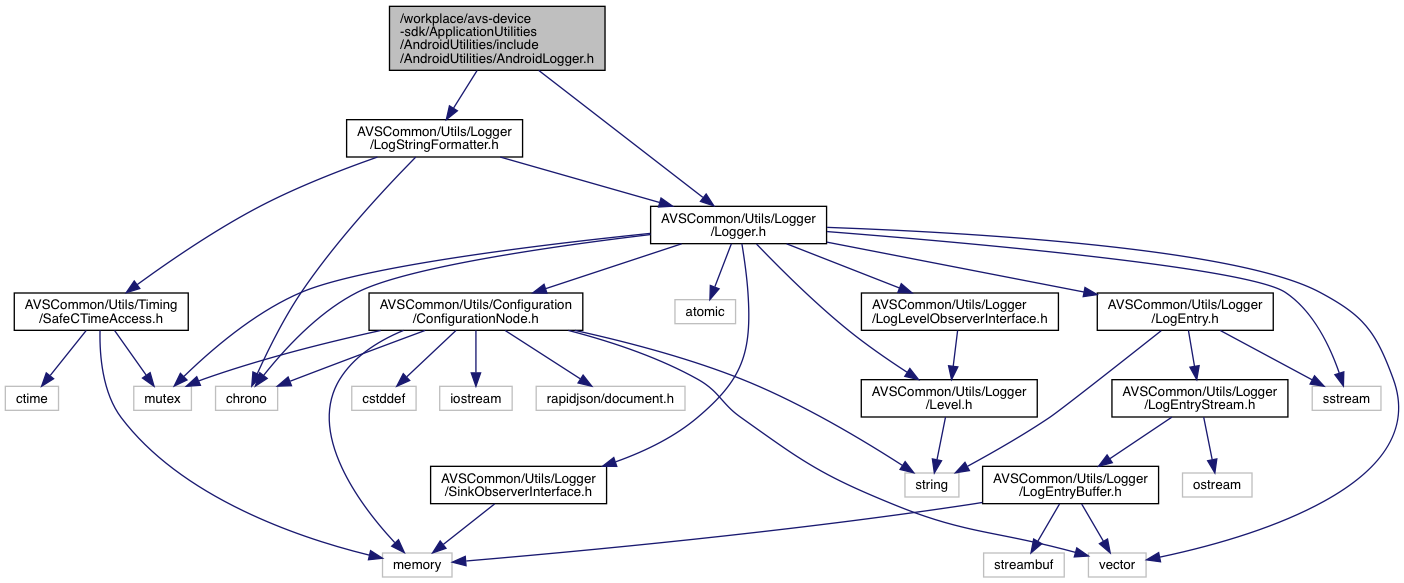 /workplace/avs-device
-sdk/ApplicationUtilities
/AndroidUtilities/include
/AndroidUtilities/AndroidLogger.h
AVSCommon/Utils/Logger
/LogStringFormatter.h
AVSCommon/Utils/Logger
/Logger.h
AVSCommon/Utils/Timing
/SafeCTimeAccess.h
AVSCommon/Utils/Configuration
/ConfigurationNode.h
atomic
AVSCommon/Utils/Logger
/LogLevelObserverInterface.h
AVSCommon/Utils/Logger
/LogEntry.h
ctime
mutex
chrono
cstddef
iostream
rapidjson/document.h
AVSCommon/Utils/Logger
/Level.h
AVSCommon/Utils/Logger
/LogEntryStream.h
sstream
AVSCommon/Utils/Logger
/SinkObserverInterface.h
string
AVSCommon/Utils/Logger
/LogEntryBuffer.h
ostream
memory
streambuf
vector